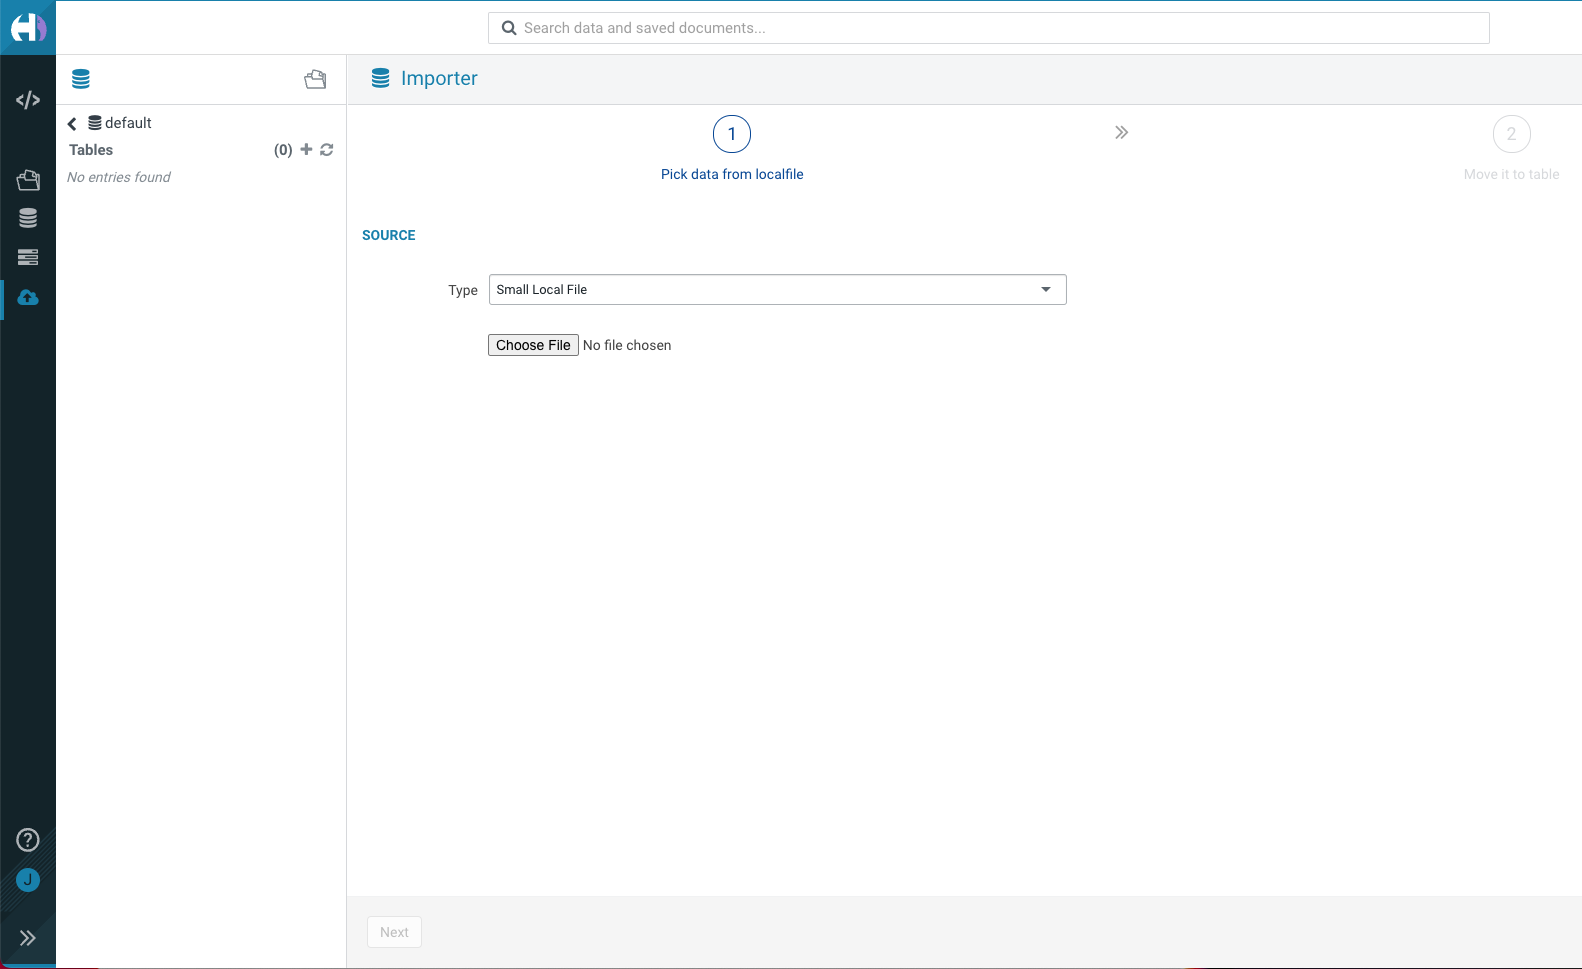 Search data and saved documents...
Importer
default
Tables (0)
No entries found
1
2
Pick data from localfile
Move it to table
SOURCE
Type Small Local File
Choose File No file chosen
J
Next